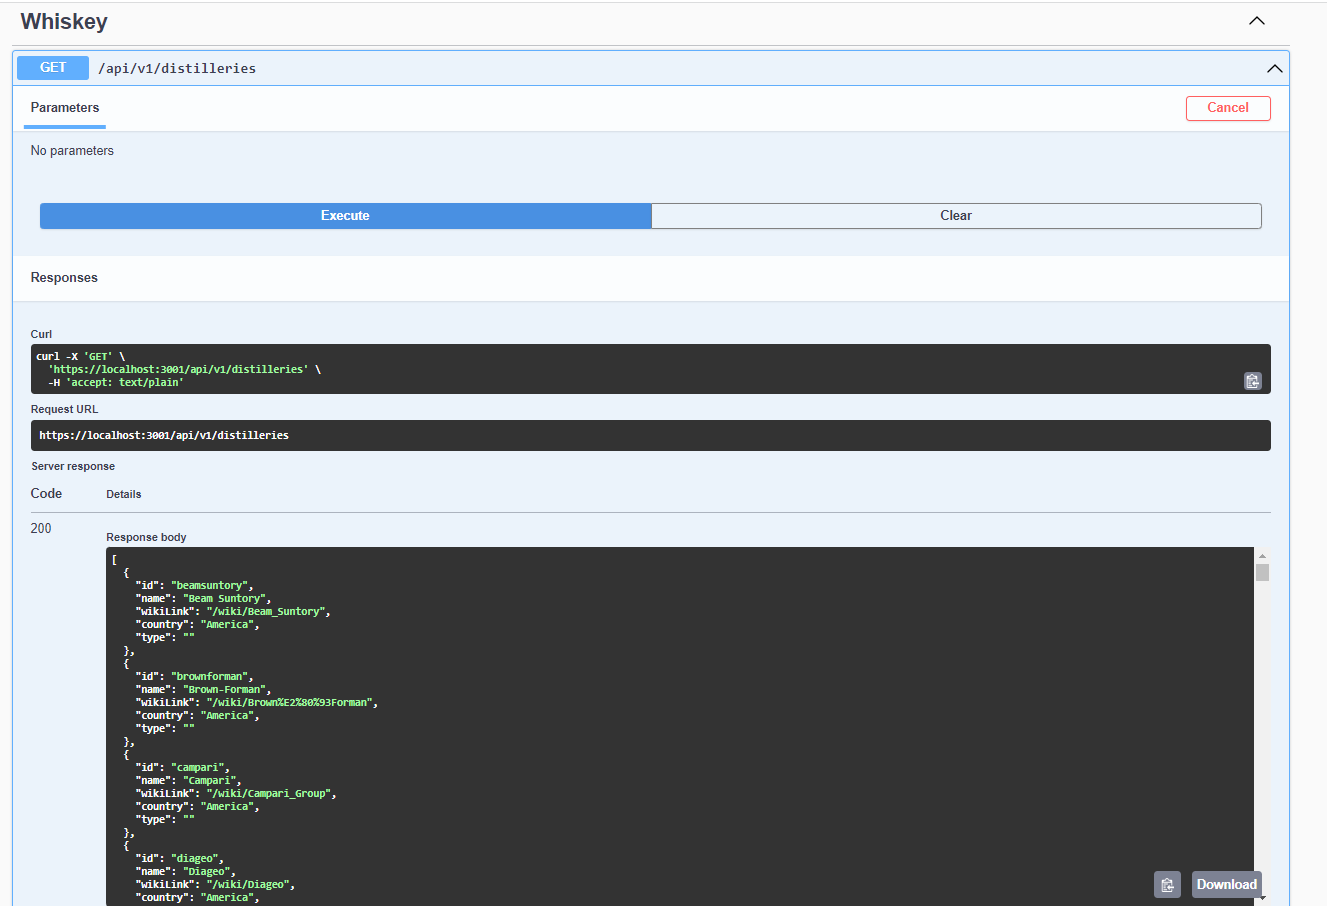 Whiskey
GET /api/v1/distilleries
Parameters
Cancel
No parameters
Execute
Clear
Responses
Curl
curl -X 'GET' \
  'https://localhost:3001/api/v1/distilleries' \
  -H 'accept: text/plain'
Request URL
https://localhost:3001/api/v1/distilleries
Server response
Code Details
200
Response body
[
  {
    "id": "beamsuntory",
    "name": "Beam Suntory",
    "wikiLink": "/wiki/Beam_Suntory",
    "country": "America",
    "type": ""
  },
  {
    "id": "brownforman",
    "name": "Brown-Forman",
    "wikiLink": "/wiki/Brown%E2%80%93Forman",
    "country": "America",
    "type": ""
  },
  {
    "id": "campari",
    "name": "Campari",
    "wikiLink": "/wiki/Campari_Group",
    "country": "America",
    "type": ""
  },
  {
    "id": "diageo",
    "name": "Diageo",
    "wikiLink": "/wiki/Diageo",
    "country": "America",
Download